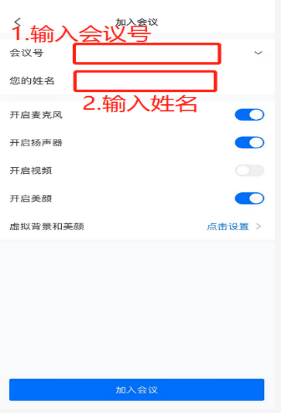 加入会议
1.输入会议号
会议号
您的姓名
2.输入姓名
开启麦克风
开启扬声器
开启视频
开启美颜
虚拟背景和美颜 点击设置
加入会议